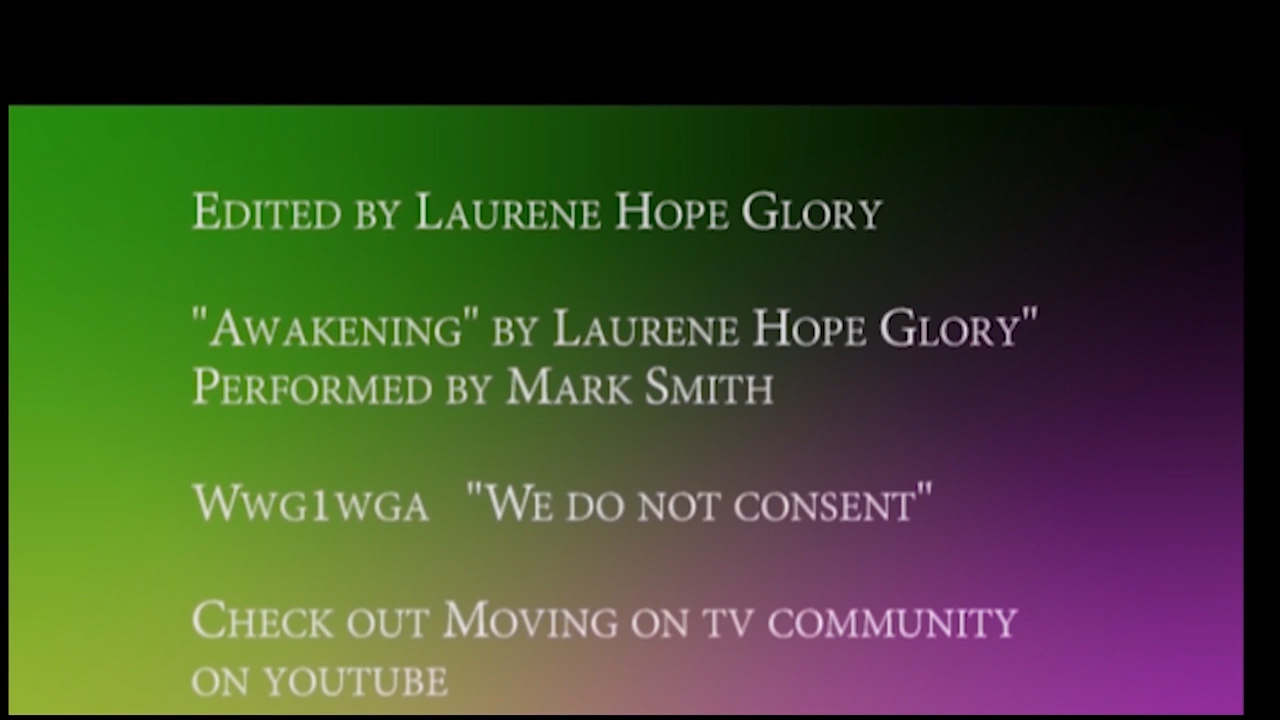 Edited by Laurene Hope Glory
"Awakening" by Laurene Hope Glory"
Performed by Mark Smith
Wwg1wga "We do not consent"
Check out Moving on tv community
on youtube